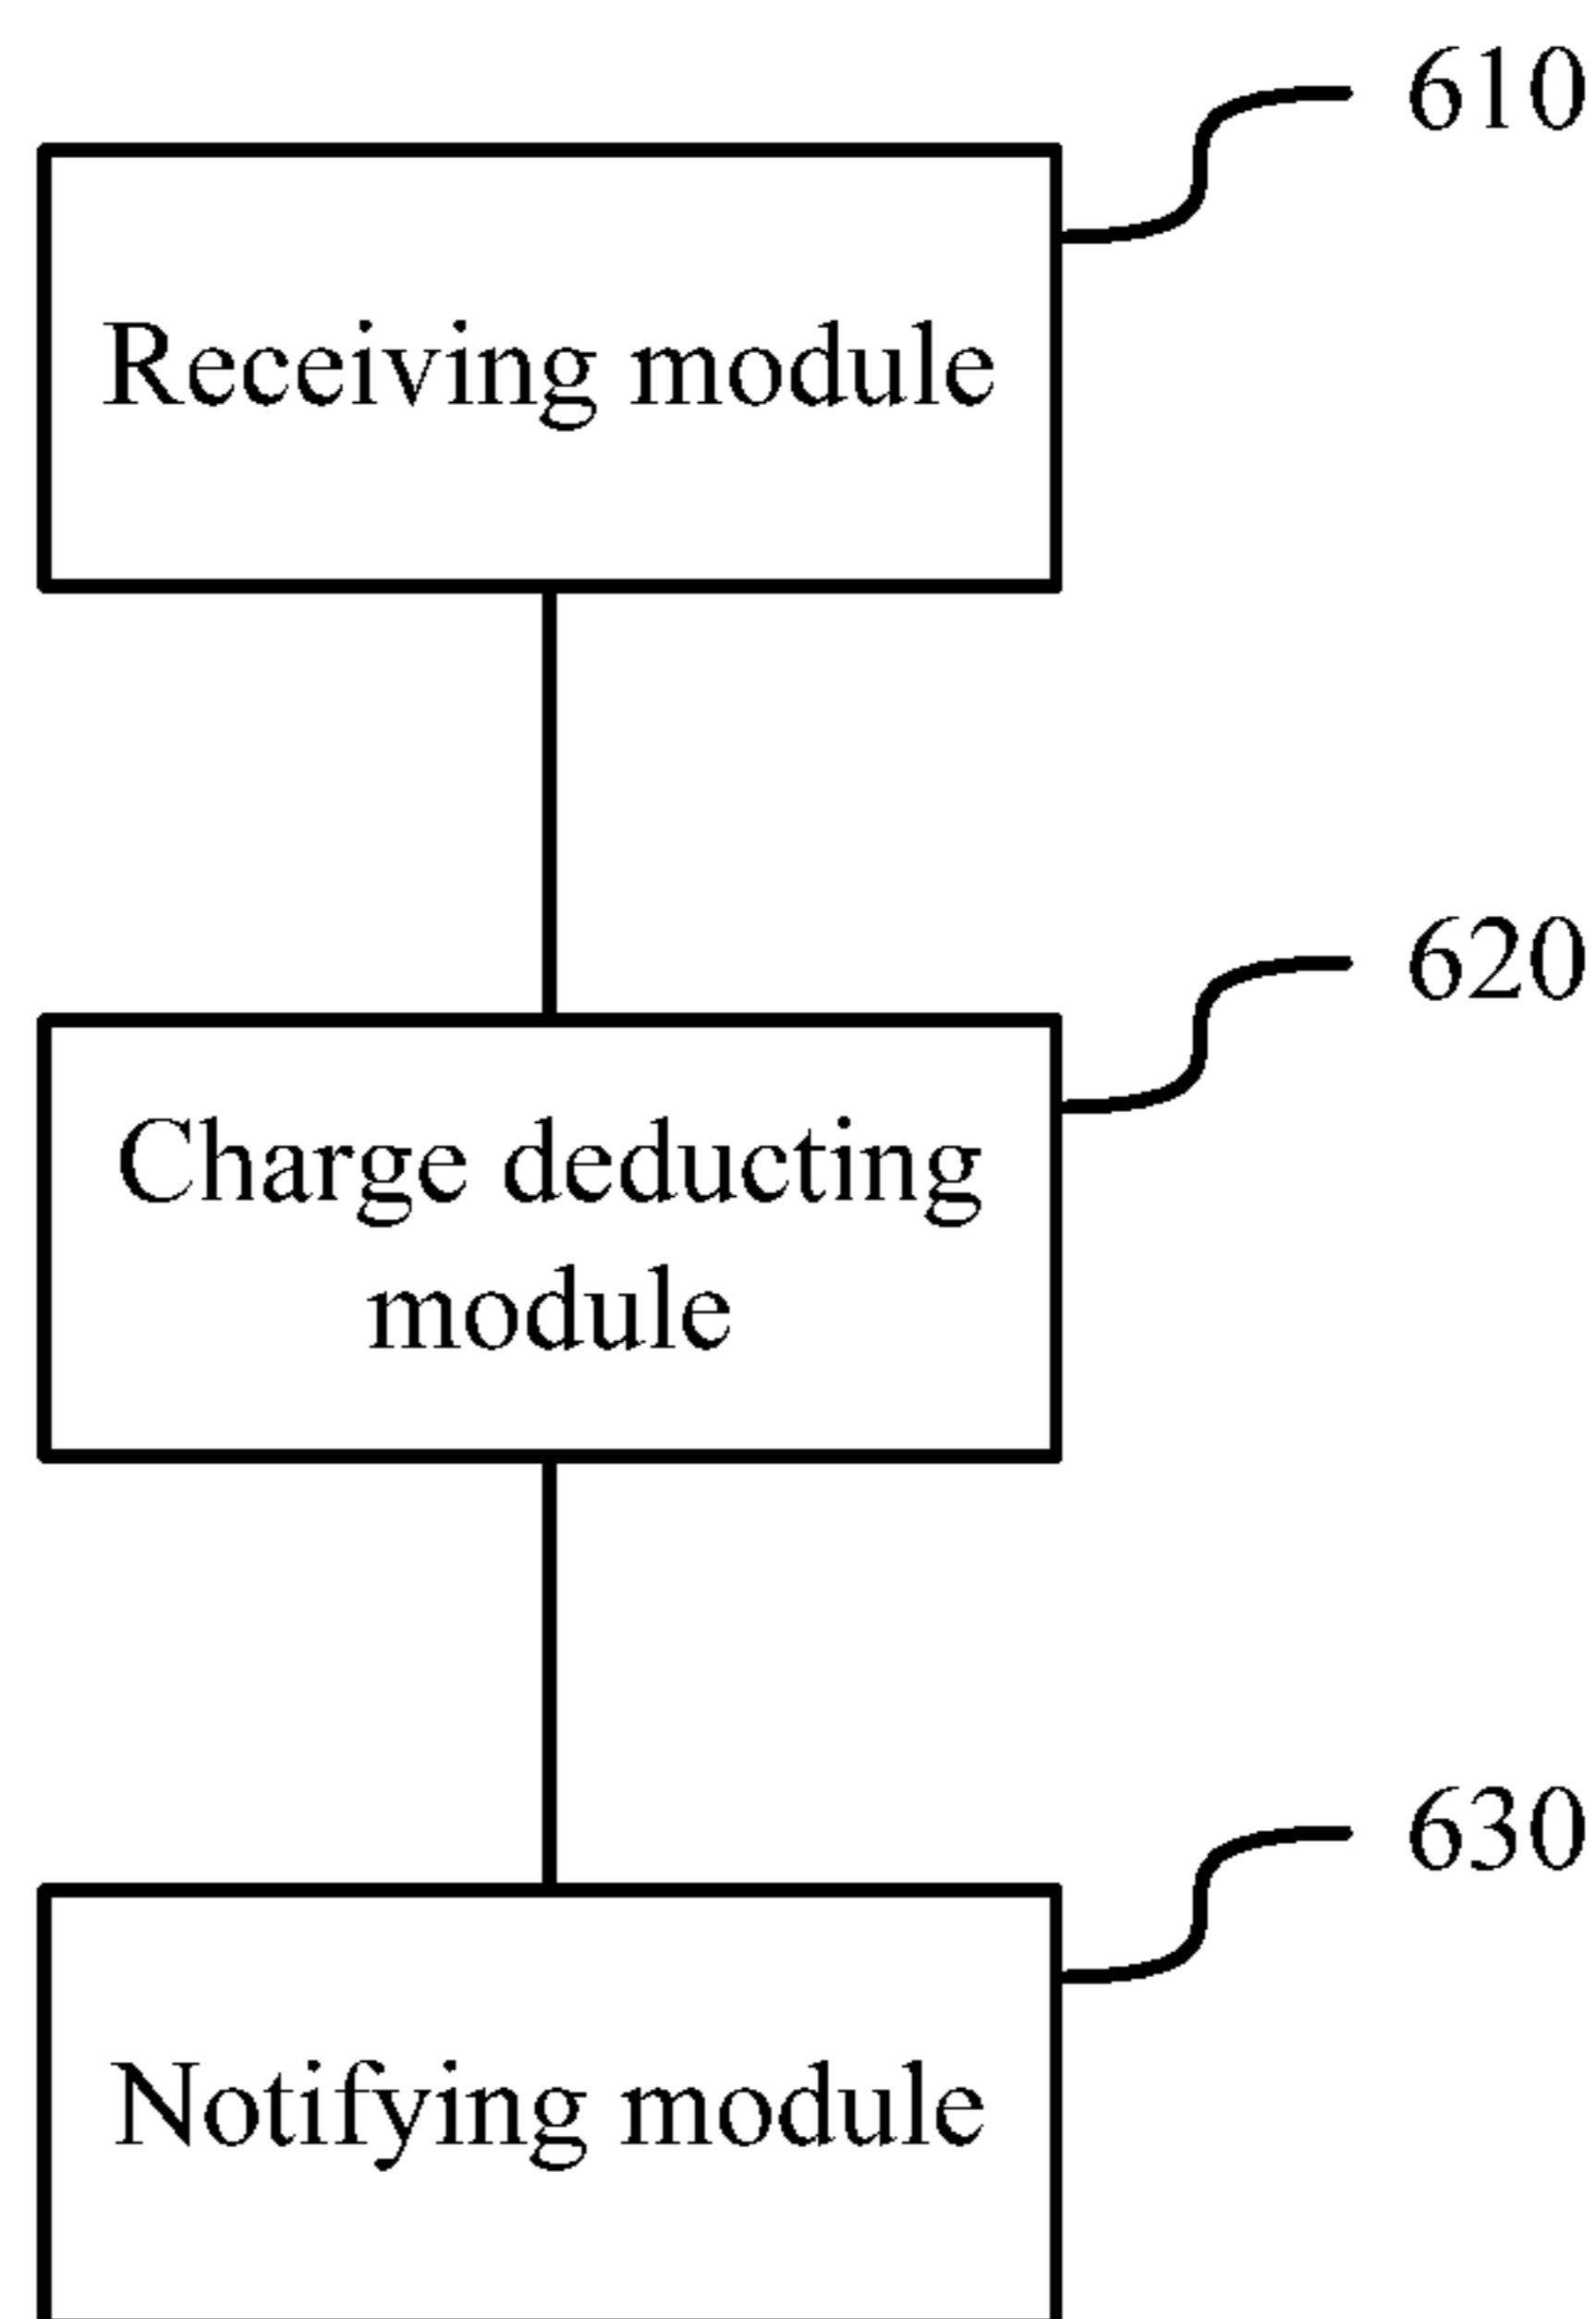 610
Receiving module
620
Charge deducting
module
630
Notifying module